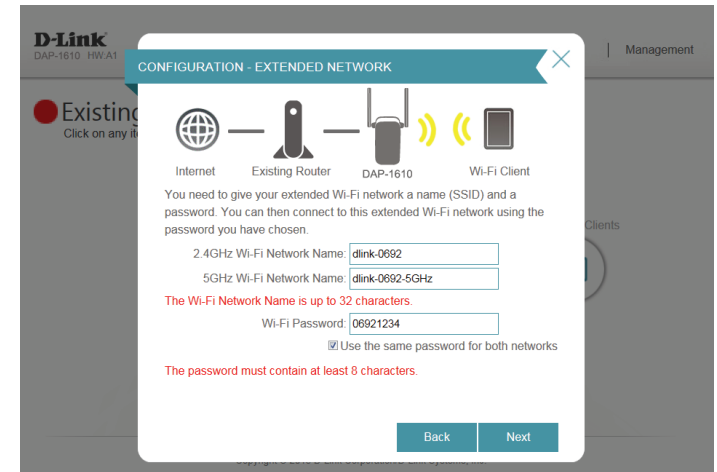 D-Link
DAP-1610 HW:A1
Management
CONFIGURATION - EXTENDED NETWORK
Existing
Click on any
Internet
Existing Router
DAP-1610
Wi-Fi Client
You need to give your extended Wi-Fi network a name (SSID) and a
password. You can then connect to this extended Wi-Fi network using the
password you have chosen.
Clients
2.4GHz Wi-Fi Network Name: dlink-0692
5GHz Wi-Fi Network Name: dlink-0692-5GHz
The Wi-Fi Network Name is up to 32 characters.
Wi-Fi Password: 06921234
Use the same password for both networks
The password must contain at least 8 characters.
Back
Next